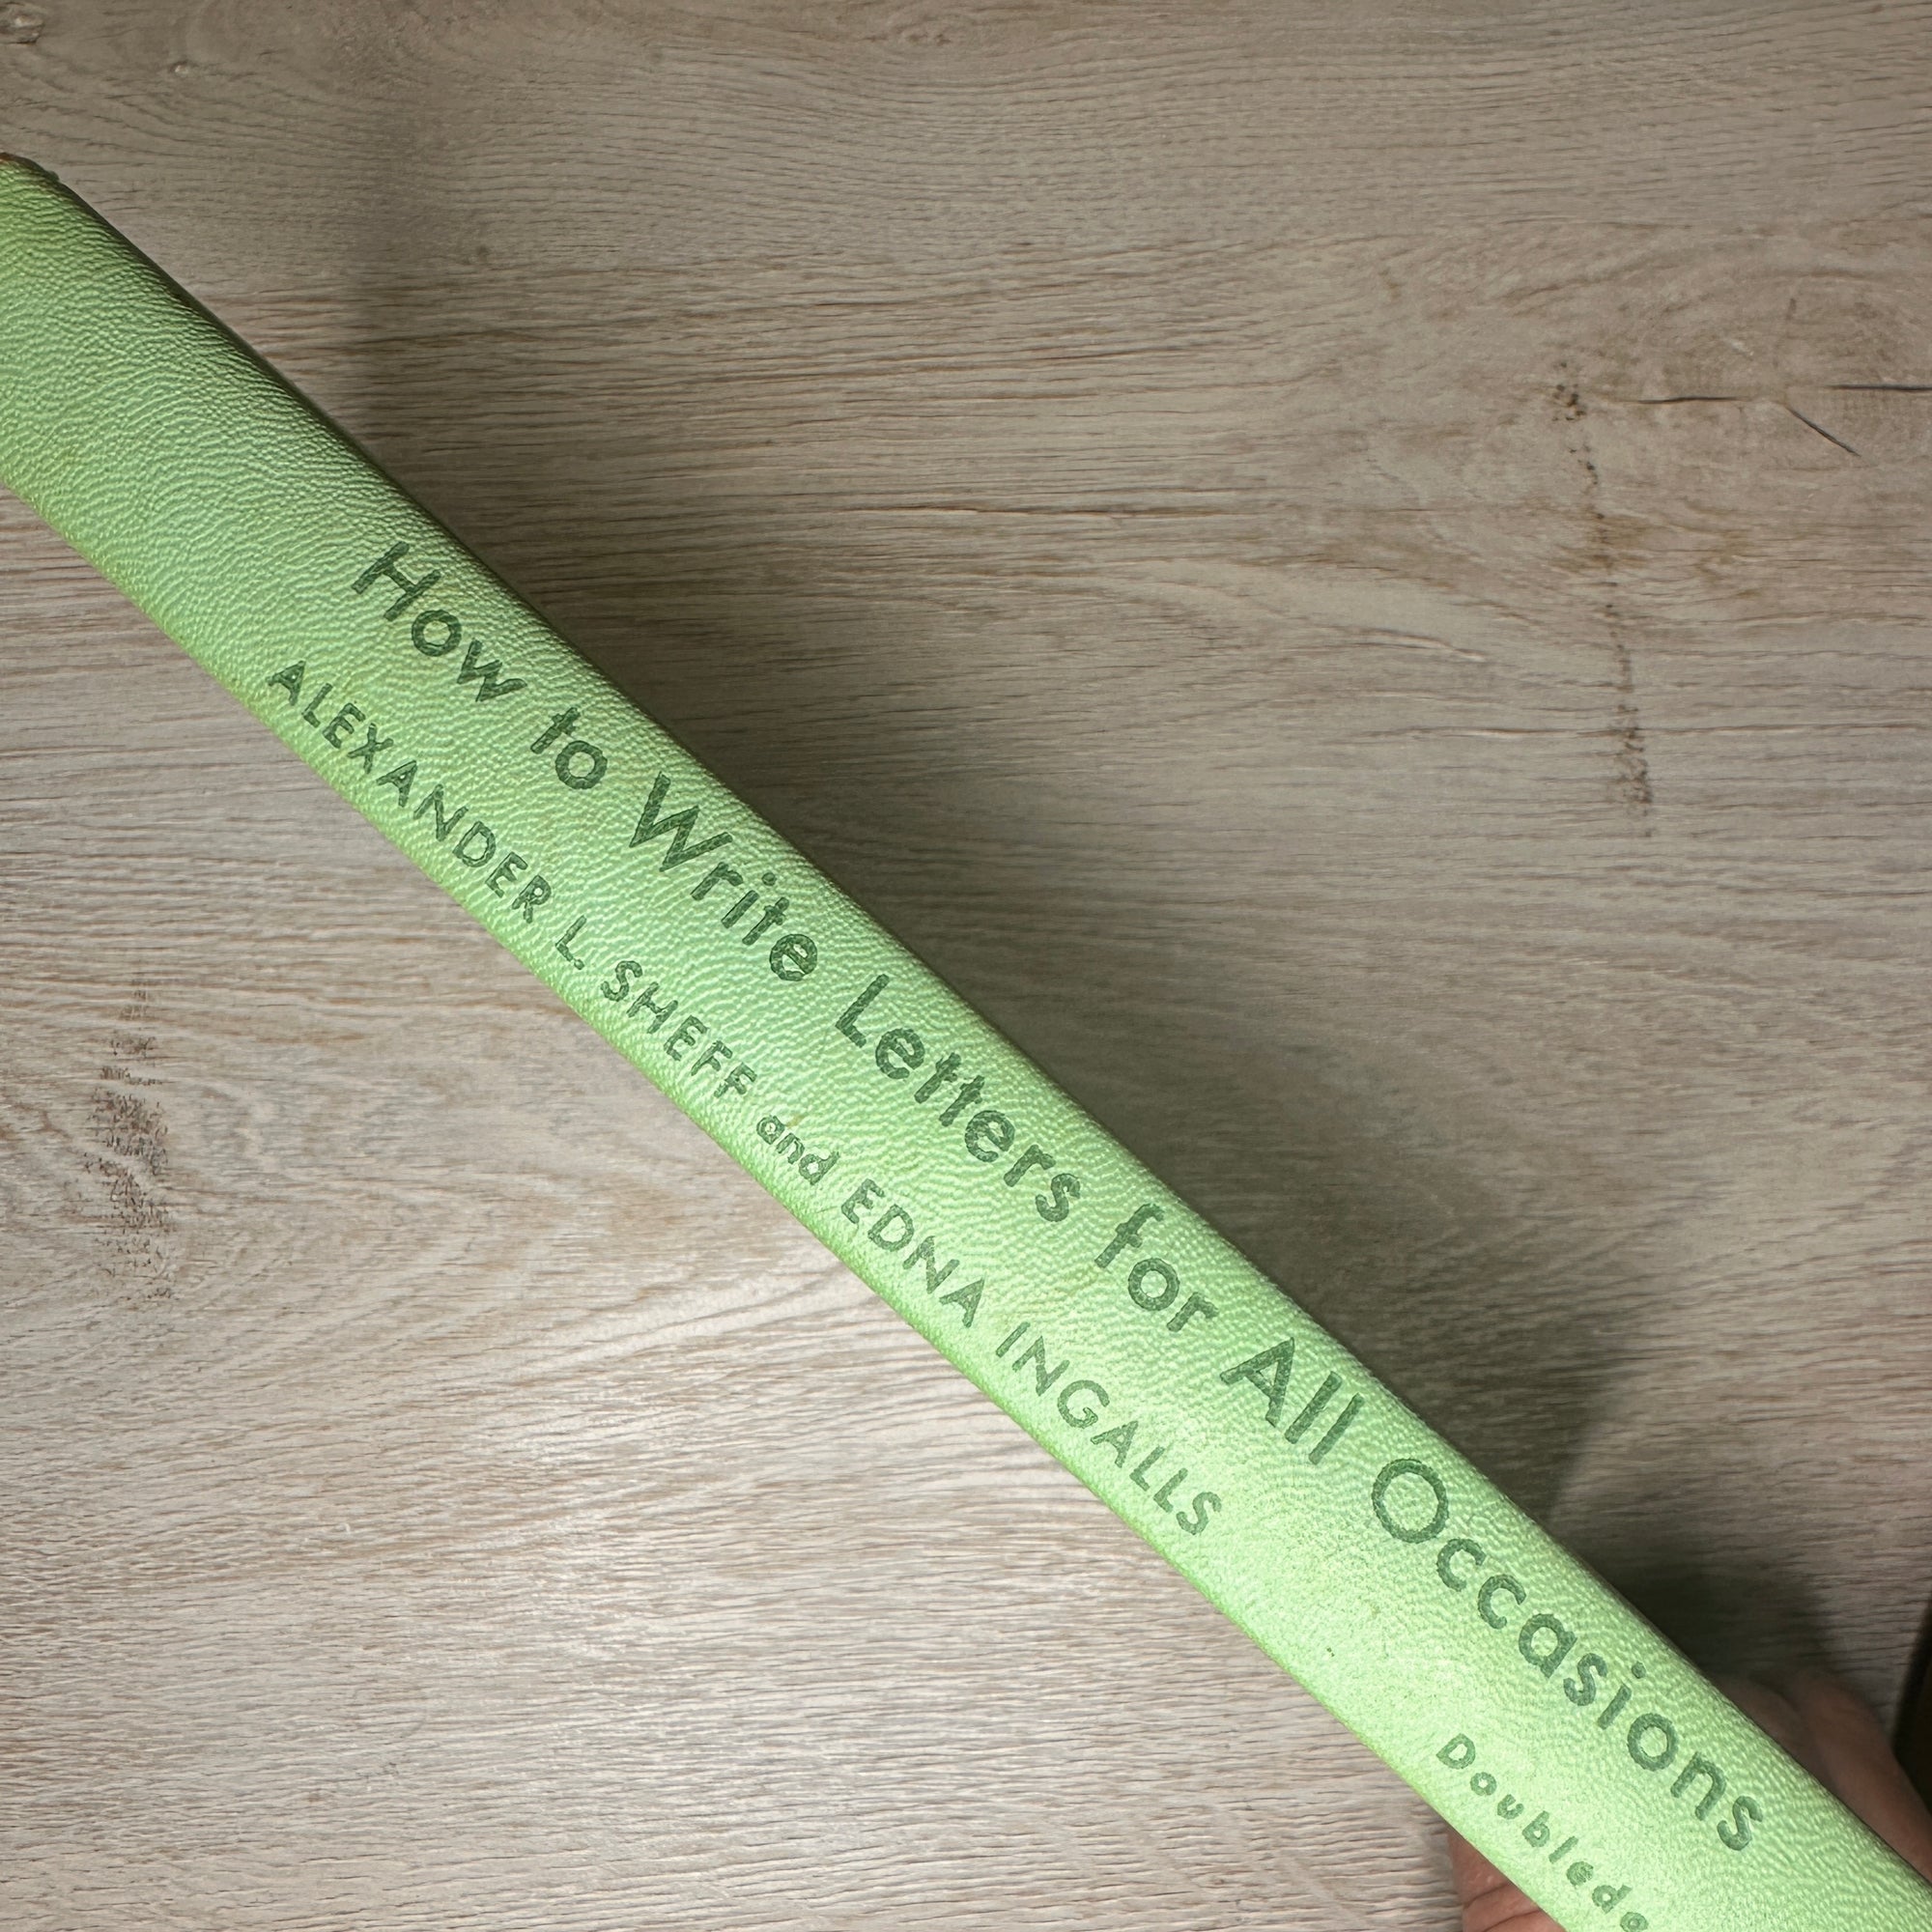 How to Write Letters for All Occasions
ALEXANDER L. SHEFF and EDNA INGALLS